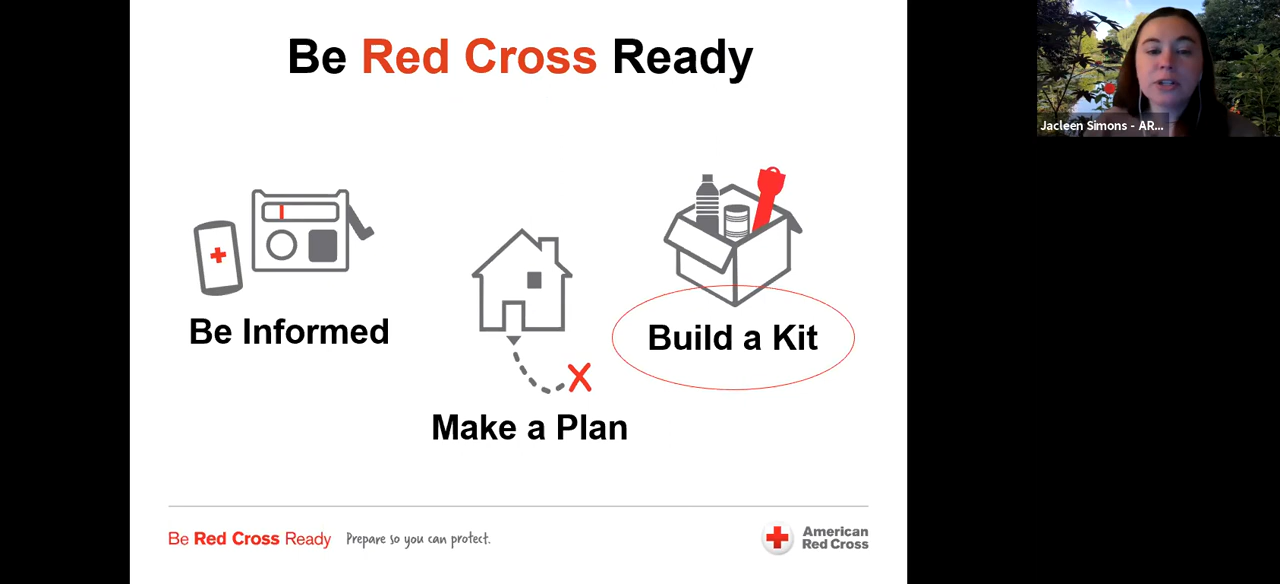 Be Red Cross Ready
Jacleen Simons - AR...
Be Informed
Build a Kit
Make a Plan
Be Red Cross Ready
Prepare so you can protect.
American
Red Cross